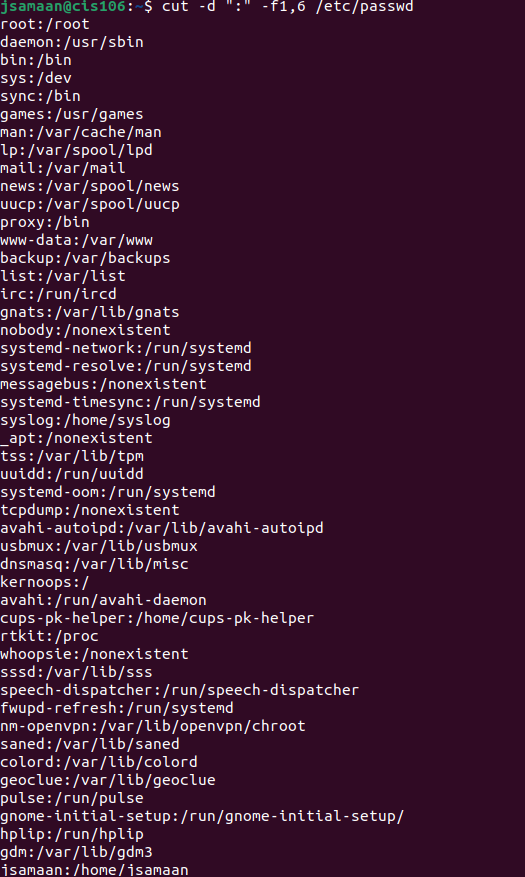 jsamaan@cis106:~$ cut -d ":" -f1,6 /etc/passwd
root:/root
daemon:/usr/sbin
bin:/bin
sys:/dev
sync:/bin
games:/usr/games
man:/var/cache/man
lp:/var/spool/lpd
mail:/var/mail
news:/var/spool/news
uucp:/var/spool/uucp
proxy:/bin
www-data:/var/www
backup:/var/backups
list:/var/list
irc:/run/ircd
gnats:/var/lib/gnats
nobody:/nonexistent
systemd-network:/run/systemd
systemd-resolve:/run/systemd
messagebus:/nonexistent
systemd-timesync:/run/systemd
syslog:/home/syslog
_apt:/nonexistent
tss:/var/lib/tpm
uuidd:/run/uuidd
systemd-oom:/run/systemd
tcpdump:/nonexistent
avahi-autoipd:/var/lib/avahi-autoipd
usbmux:/var/lib/usbmux
dnsmasq:/var/lib/misc
kernoops:/
avahi:/run/avahi-daemon
cups-pk-helper:/home/cups-pk-helper
rtkit:/proc
whoopsie:/nonexistent
sssd:/var/lib/sss
speech-dispatcher:/run/speech-dispatcher
fwupd-refresh:/run/systemd
nm-openvpn:/var/lib/openvpn/chroot
saned:/var/lib/saned
colord:/var/lib/colord
geoclue:/var/lib/geoclue
pulse:/run/pulse
gnome-initial-setup:/run/gnome-initial-setup/
hplip:/run/hplip
gdm:/var/lib/gdm3
jsamaan:/home/jsamaan